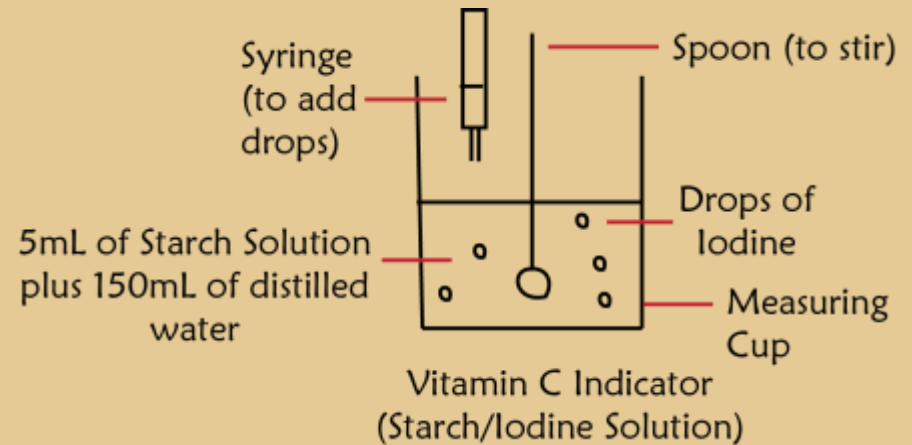 Syringe
(to add
drops)
Spoon (to stir)
5mL of Starch Solution
plus 150mL of distilled
water
Drops of
Iodine
Measuring
Cup
Vitamin C Indicator
(Starch/Iodine Solution)